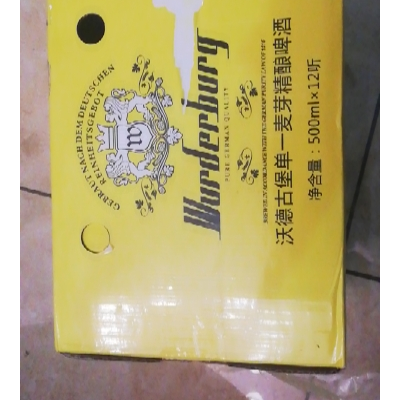 GEBRAUT NACH DEM DEUTSCHEN
REINHEITSGEBOT
W
Wurderburg
PURE GERMAN QUALITY
沃德古堡单一麦芽精酿啤酒
净含量：500ml×12听